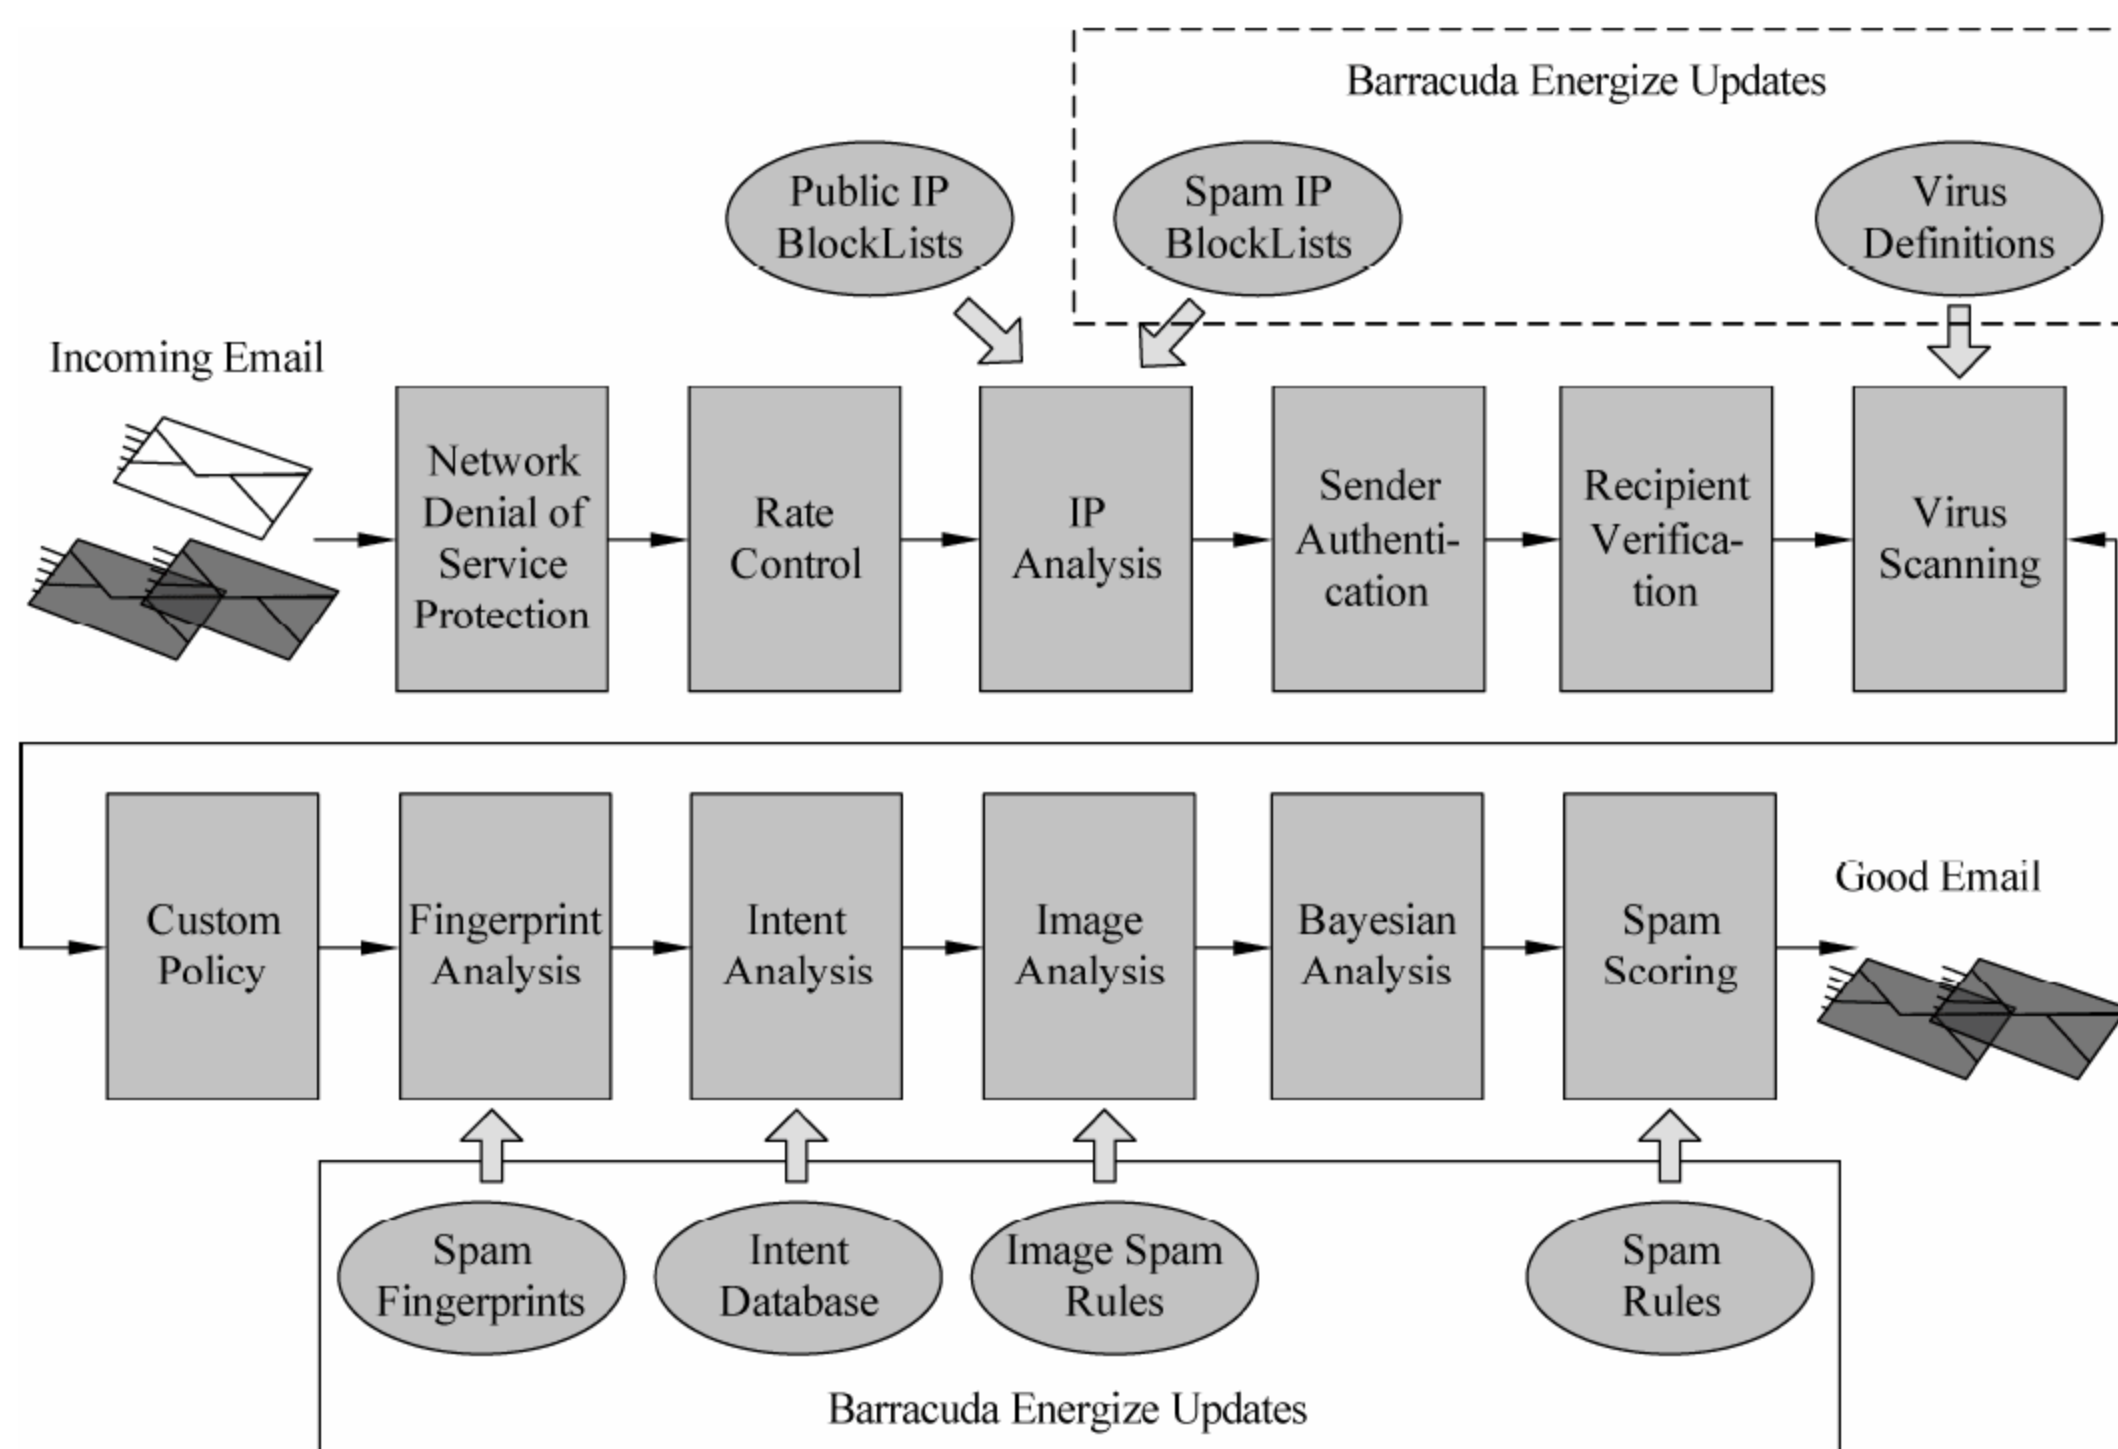 Barracuda Energize Updates
Public IP
BlockLists
Spam IP
BlockLists
Virus
Definitions
Incoming Email
Network
Denial of
Service
Protection
Rate
Control
IP
Analysis
Sender
Authenti-
cation
Recipient
Verifica-
tion
Virus
Scanning
Custom
Policy
Fingerprint
Analysis
Intent
Analysis
Image
Analysis
Bayesian
Analysis
Spam
Scoring
Good Email
Spam
Fingerprints
Intent
Database
Image Spam
Rules
Spam
Rules
Barracuda Energize Updates